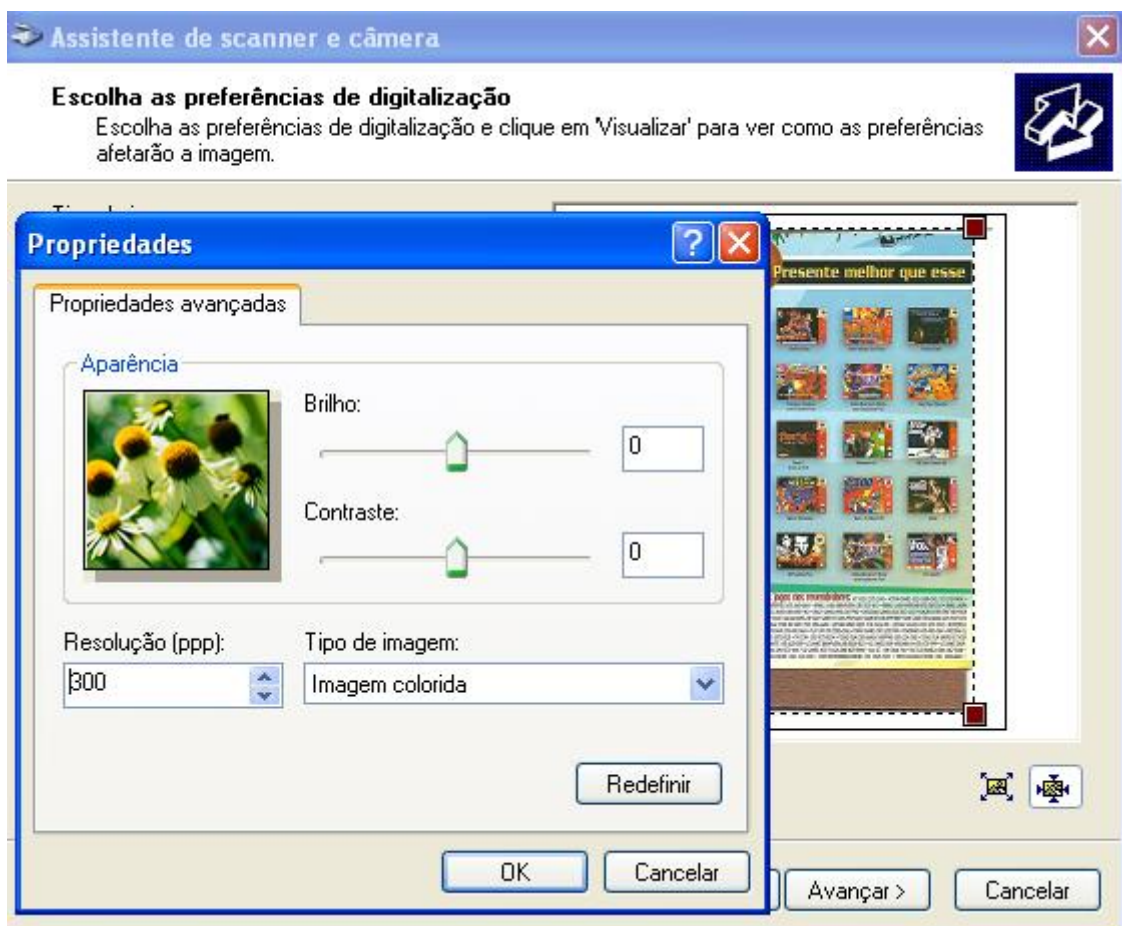 Assistente de scanner e câmera
Escolha as preferências de digitalização
Escolha as preferências de digitalização e clique em 'Visualizar' para ver como as preferências
afetarão a imagem.
Propriedades
Propriedades avançadas
Aparência
Brilho:
0
Contraste:
0
Resolução (ppp):
Tipo de imagem:
300
Imagem colorida
Redefinir
OK
Cancelar
Presente melhor que esse
Avançar >
Cancelar